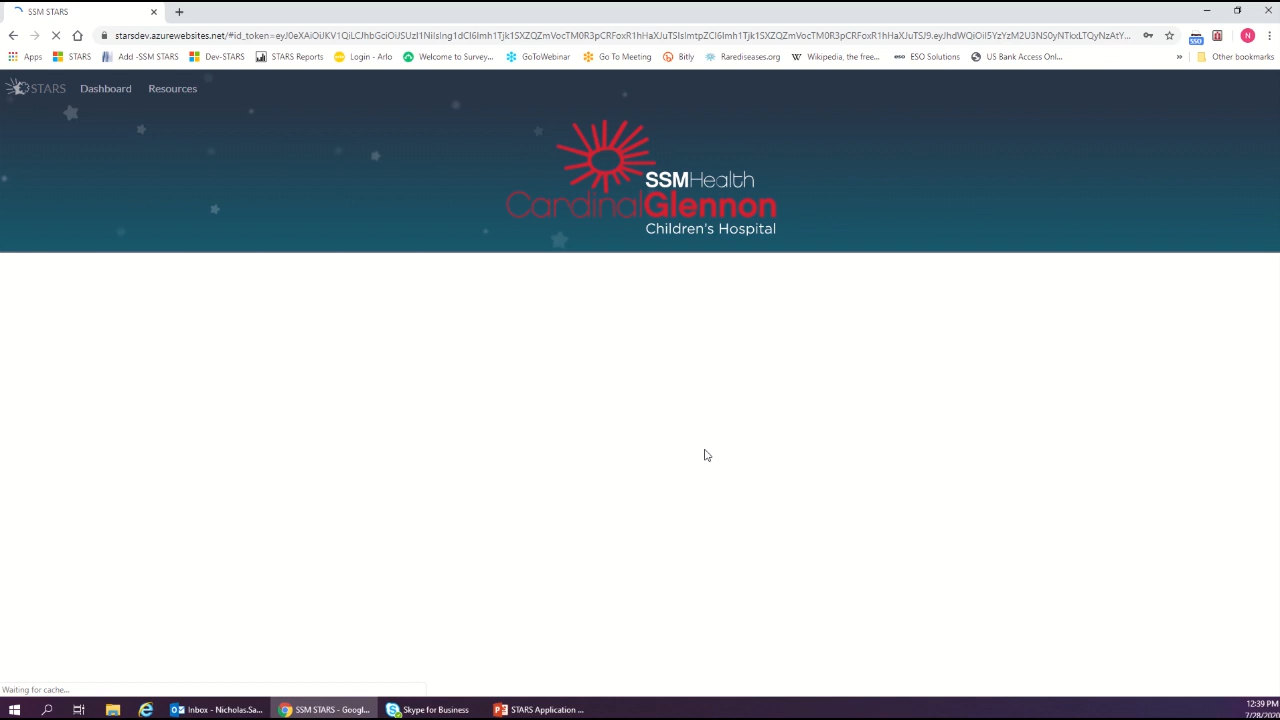 SSM STARS
starsdev.azurewebsites.net/#id_token=
Apps STARS Add -SSM STARS Dev-STARS STARS Reports Login - Arlo Welcome to Survey... GoToWebinar Go To Meeting Bitly Rarediseases.org Wikipedia, the free... eso ESO Solutions US Bank Access Onl... » Other bookmarks
SSO N
STARS Dashboard Resources
SSMHealth
CardinalGlennon
Children's Hospital
Waiting for cache...
Inbox - Nicholas.Sa... SSM STARS - Googl... Skype for Business STARS Application ...
12:39 PM